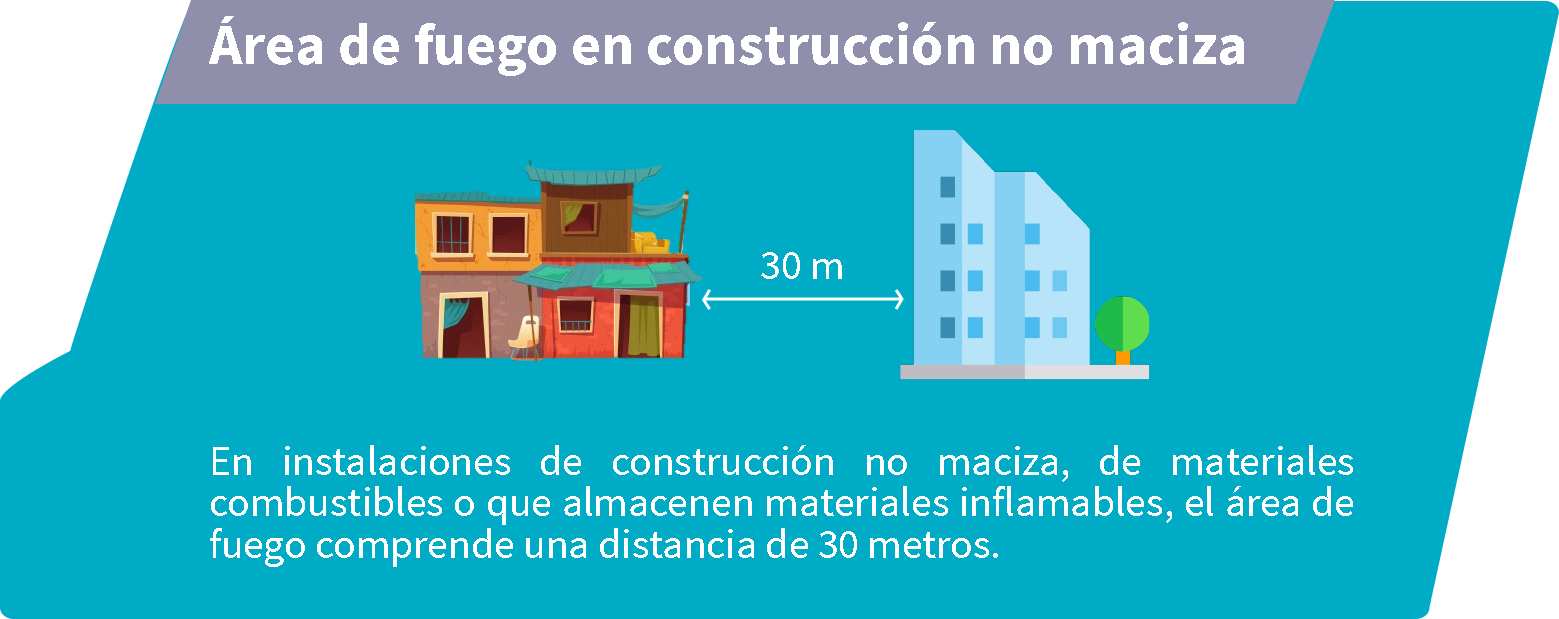 Área de fuego en construcción no maciza
30 m
En instalaciones de construcción no maciza, de materiales
combustibles o que almacenen materiales inflamables, el área de
fuego comprende una distancia de 30 metros.